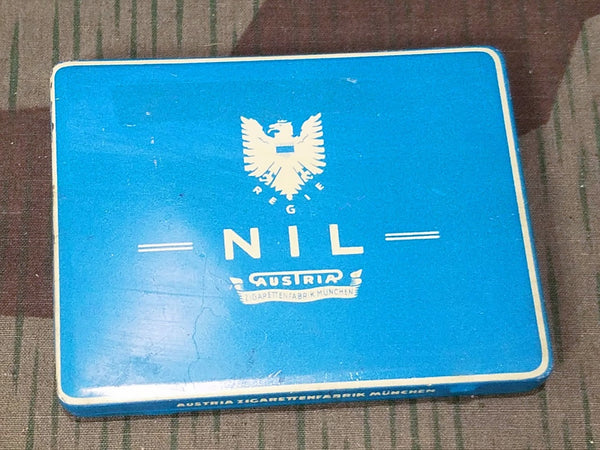 REGIE
NIL
AUSTRIA
ZIGARETTENFABRIK MÜNCHEN
AUSTRIA ZIGARETTENFABRIK MÜNCHEN